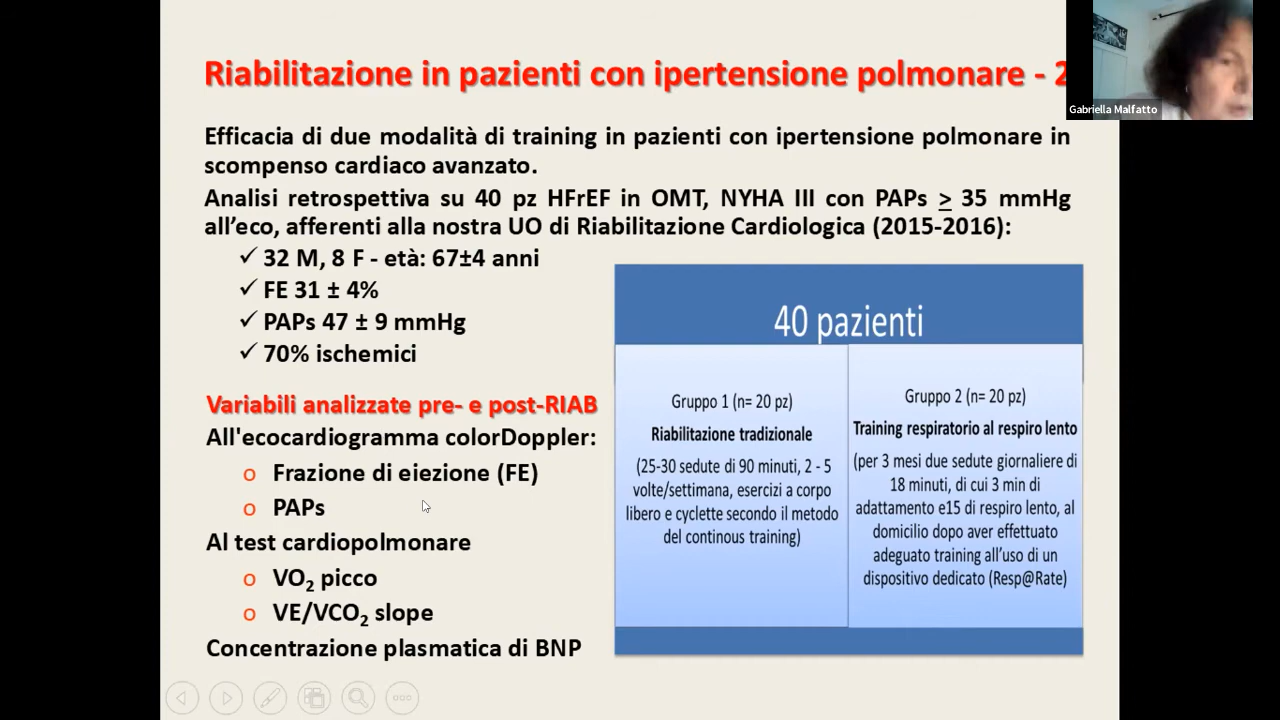 Riabilitazione in pazienti con ipertensione polmonare - 2
Gabriella Malfatto
Efficacia di due modalità di training in pazienti con ipertensione polmonare in
scompenso cardiaco avanzato.
Analisi retrospettiva su 40 pz HFrEF in OMT, NYHA III con PAPs > 35 mmHg
all'eco, afferenti alla nostra UO di Riabilitazione Cardiologica (2015-2016):
✓ 32 M, 8 F - età: 67±4 anni
✓ FE 31 ± 4%
✓ PAPs 47 ± 9 mmHg
✓ 70% ischemici
Variabili analizzate pre- e post-RIAB
All'ecocardiogramma colorDoppler:
o Frazione di eiezione (FE)
o PAPs
Al test cardiopolmonare
o VO2 picco
o VE/VCO2 slope
Concentrazione plasmatica di BNP
40 pazienti
Gruppo 1 (n= 20 pz)
Riabilitazione tradizionale
(25-30 sedute di 90 minuti, 2 - 5
volte/settimana, esercizi a corpo
libero e cyclette secondo il metodo
del continous training)
Gruppo 2 (n= 20 pz)
Training respiratorio al respiro lento
(per 3 mesi due sedute giornaliere di
18 minuti, di cui 3 min di
adattamento e15 di respiro lento, al
domicilio dopo aver effettuato
adeguato training all'uso di un
dispositivo dedicato (Resp@Rate)